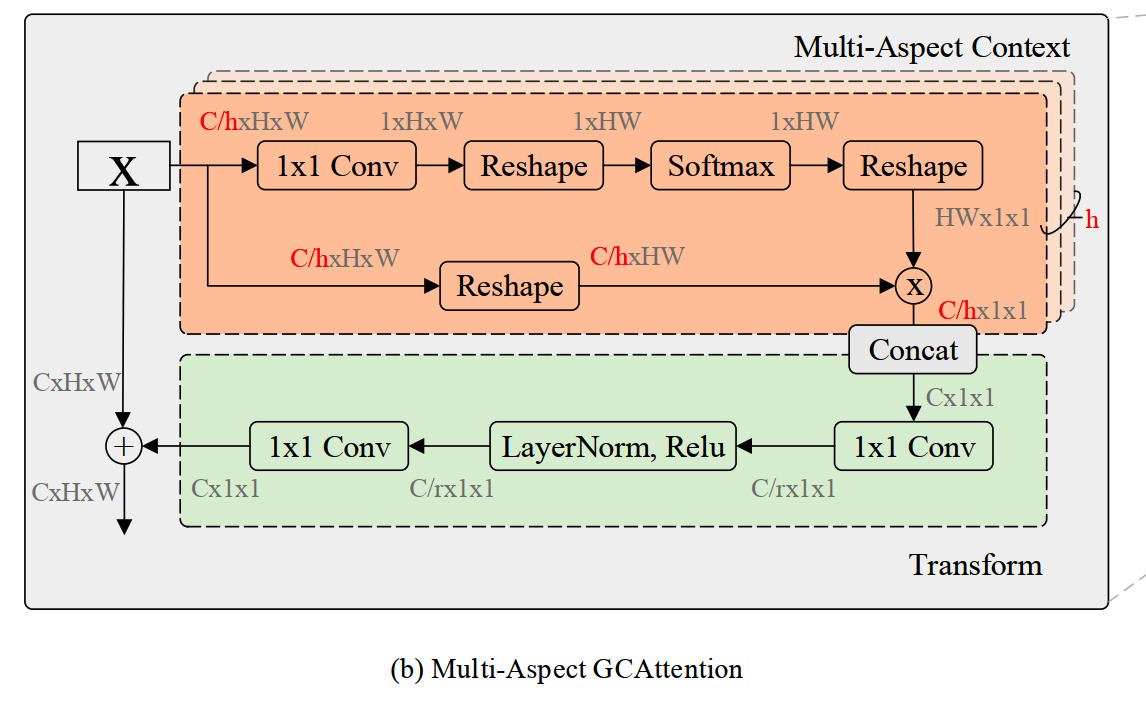 Multi-Aspect Context
C/hxHxW
1xHxW
1xHW
1xHW
X
1x1 Conv
Reshape
Softmax
Reshape
HWx1x1
h
C/hxHxW
C/hxHW
Reshape
x
C/hx1x1
Concat
CxHxW
Cx1x1
+
1x1 Conv
LayerNorm, Relu
1x1 Conv
CxHxW
Cx1x1
C/rx1x1
C/rx1x1
Transform
(b) Multi-Aspect GCAttention